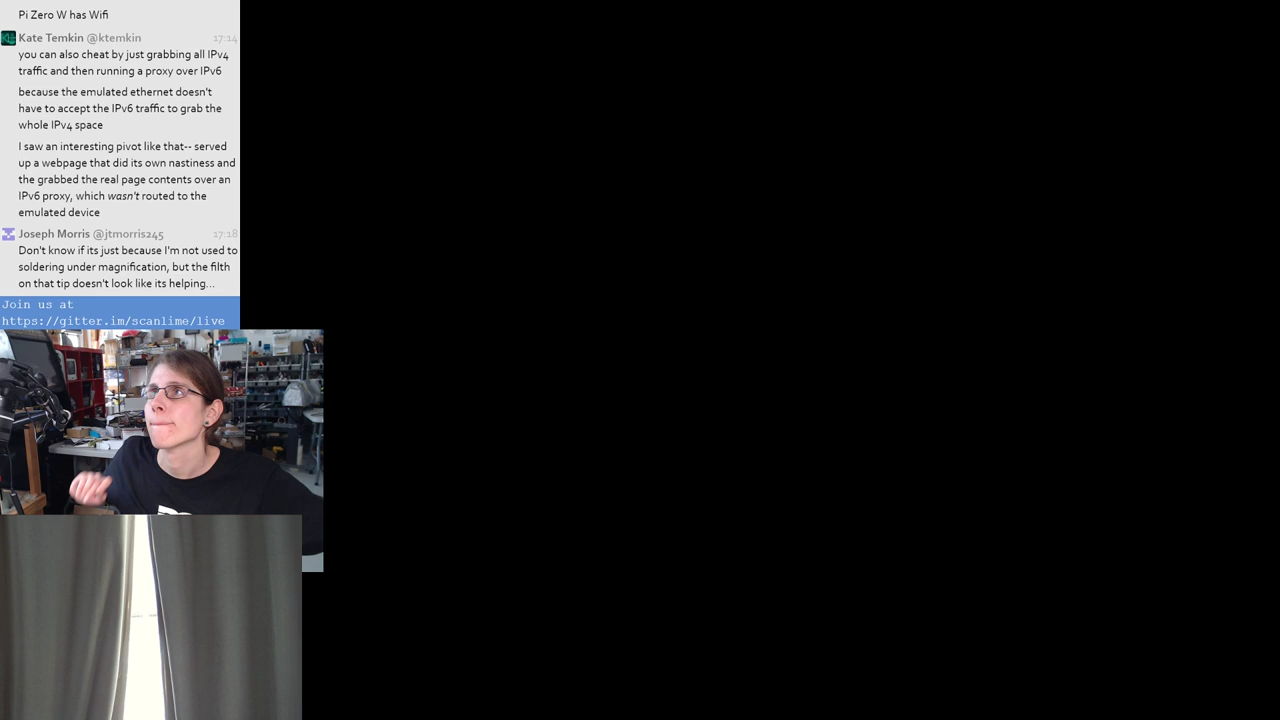 Pi Zero W has Wifi
Kate Temkin @ktemkin 17:14
you can also cheat by just grabbing all IPv4
traffic and then running a proxy over IPv6
because the emulated ethernet doesn't
have to accept the IPv6 traffic to grab the
whole IPv4 space
I saw an interesting pivot like that-- served
up a webpage that did its own nastiness and
the grabbed the real page contents over an
IPv6 proxy, which wasn't routed to the
emulated device
Joseph Morris @jtmorris245 17:18
Don't know if its just because I'm not used to
soldering under magnification, but the filth
on that tip doesn't look like its helping...
Join us at
https://gitter.im/scanlime/live